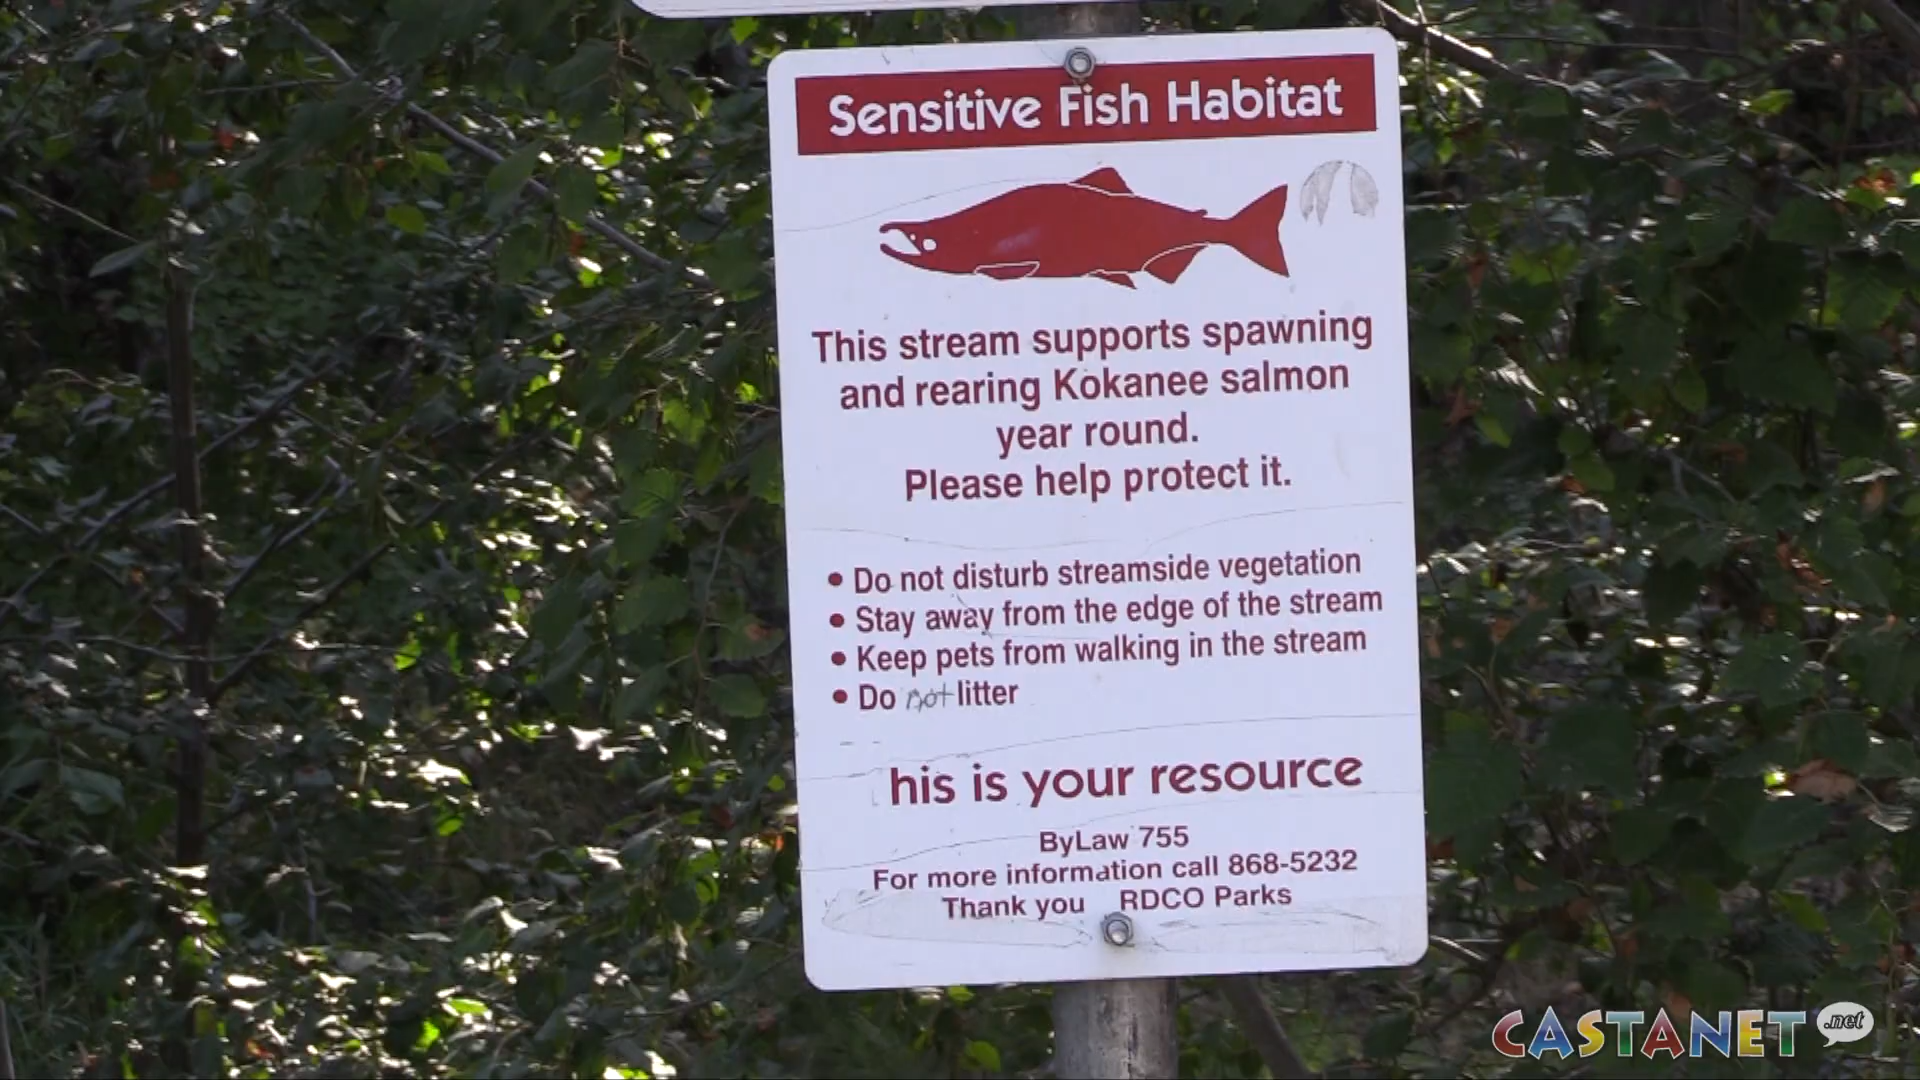 Sensitive Fish Habitat
This stream supports spawning
and rearing Kokanee salmon
year round.
Please help protect it.
• Do not disturb streamside vegetation
• Stay away from the edge of the stream
• Keep pets from walking in the stream
• Do not litter
his is your resource
ByLaw 755
For more information call 868-5232
Thank you RDCO Parks
CASTANET .net